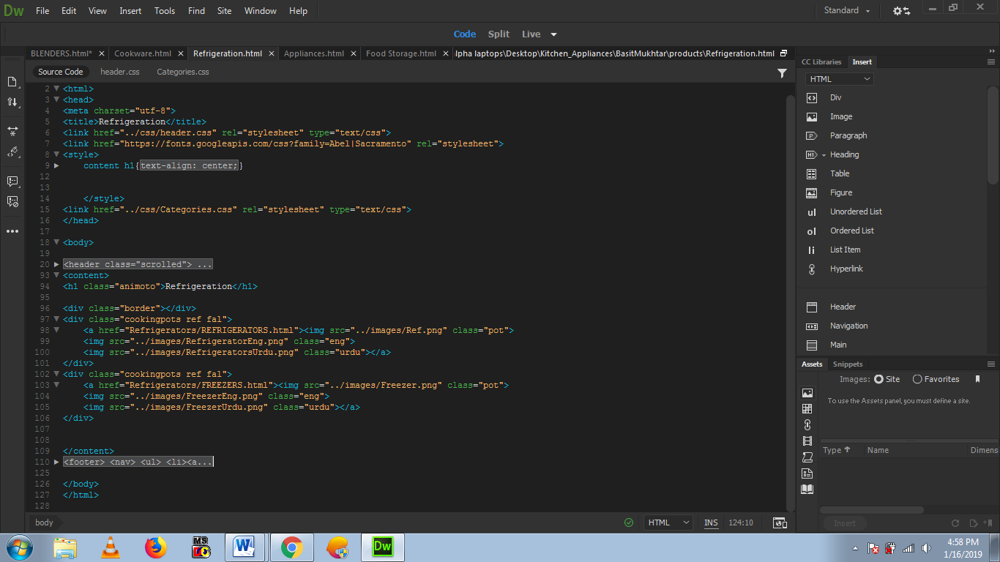 Dw File Edit View Insert Tools Find Site Window Help Standard
Code Split Live
BLENDERS.html* Cookware.html Refrigeration.html Appliances.html Food Storage.html lpha laptops\Desktop\Kitchen_Appliances\BasitMukhtar\products\Refrigeration.html
Source Code header.css Categories.css
2 <html>
3 <head>
4 <meta charset="utf-8">
5 <title>Refrigeration</title>
6 <link href="../css/header.css" rel="stylesheet" type="text/css">
7 <link href="https://fonts.googleapis.com/css?family=Abel|Sacramento" rel="stylesheet">
8 <style>
9 content h1{text-align: center;}
12
13
14 </style>
15 <link href="../css/Categories.css" rel="stylesheet" type="text/css">
16 </head>
17
18 <body>
19
20 <header class="scrolled"> ...
93 <content>
94 <h1 class="animoto">Refrigeration</h1>
95
96 <div class="border"></div>
97 <div class="cookingpots ref fal">
98 <a href="Refrigerators/REFRIGERATORS.html"><img src="../images/Ref.png" class="pot">
99 <img src="../images/RefrigeratorEng.png" class="eng">
100 <img src="../images/RefrigeratorsUrdu.png" class="urdu"></a>
101 </div>
102 <div class="cookingpots ref fal">
103 <a href="Refrigerators/FREEZERS.html"><img src="../images/Freezer.png" class="pot">
104 <img src="../images/FreezerEng.png" class="eng">
105 <img src="../images/FreezerUrdu.png" class="urdu"></a>
106 </div>
107
108
109 </content>
110 <footer> <nav> <ul> <li><a...
125
126 </body>
127 </html>
128
body HTML INS 124:10
CC Libraries Insert
HTML
Div
Image
Paragraph
H1 Heading
Table
Figure
ul Unordered List
ol Ordered List
li List Item
Hyperlink
Header
Navigation
Main
Assets Snippets
Images: Site Favorites
To use the Assets panel, you must define a site.
Type Name Dimens
Insert
MS
W
Dw
4:58 PM
1/16/2019